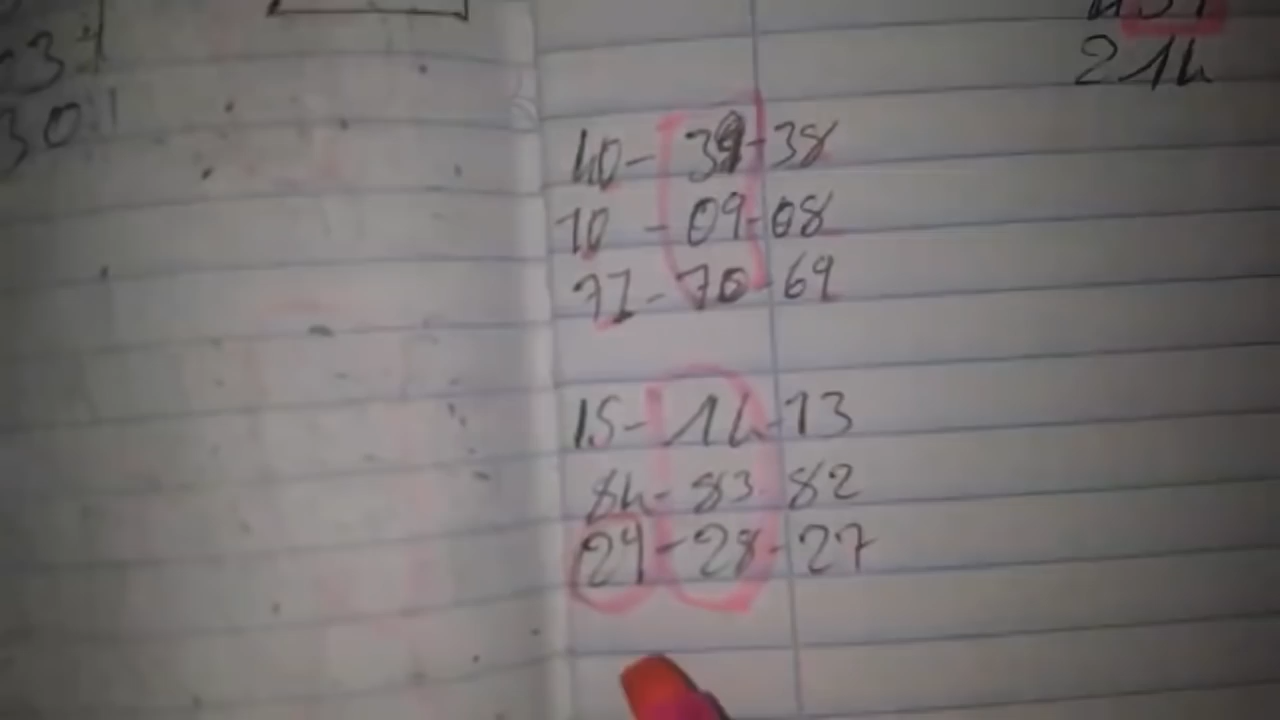 214
40 - 39 - 38
10 - 09 - 08
71 - 70 - 69
15 - 14 - 13
84 - 83 82
29 - 28 - 27